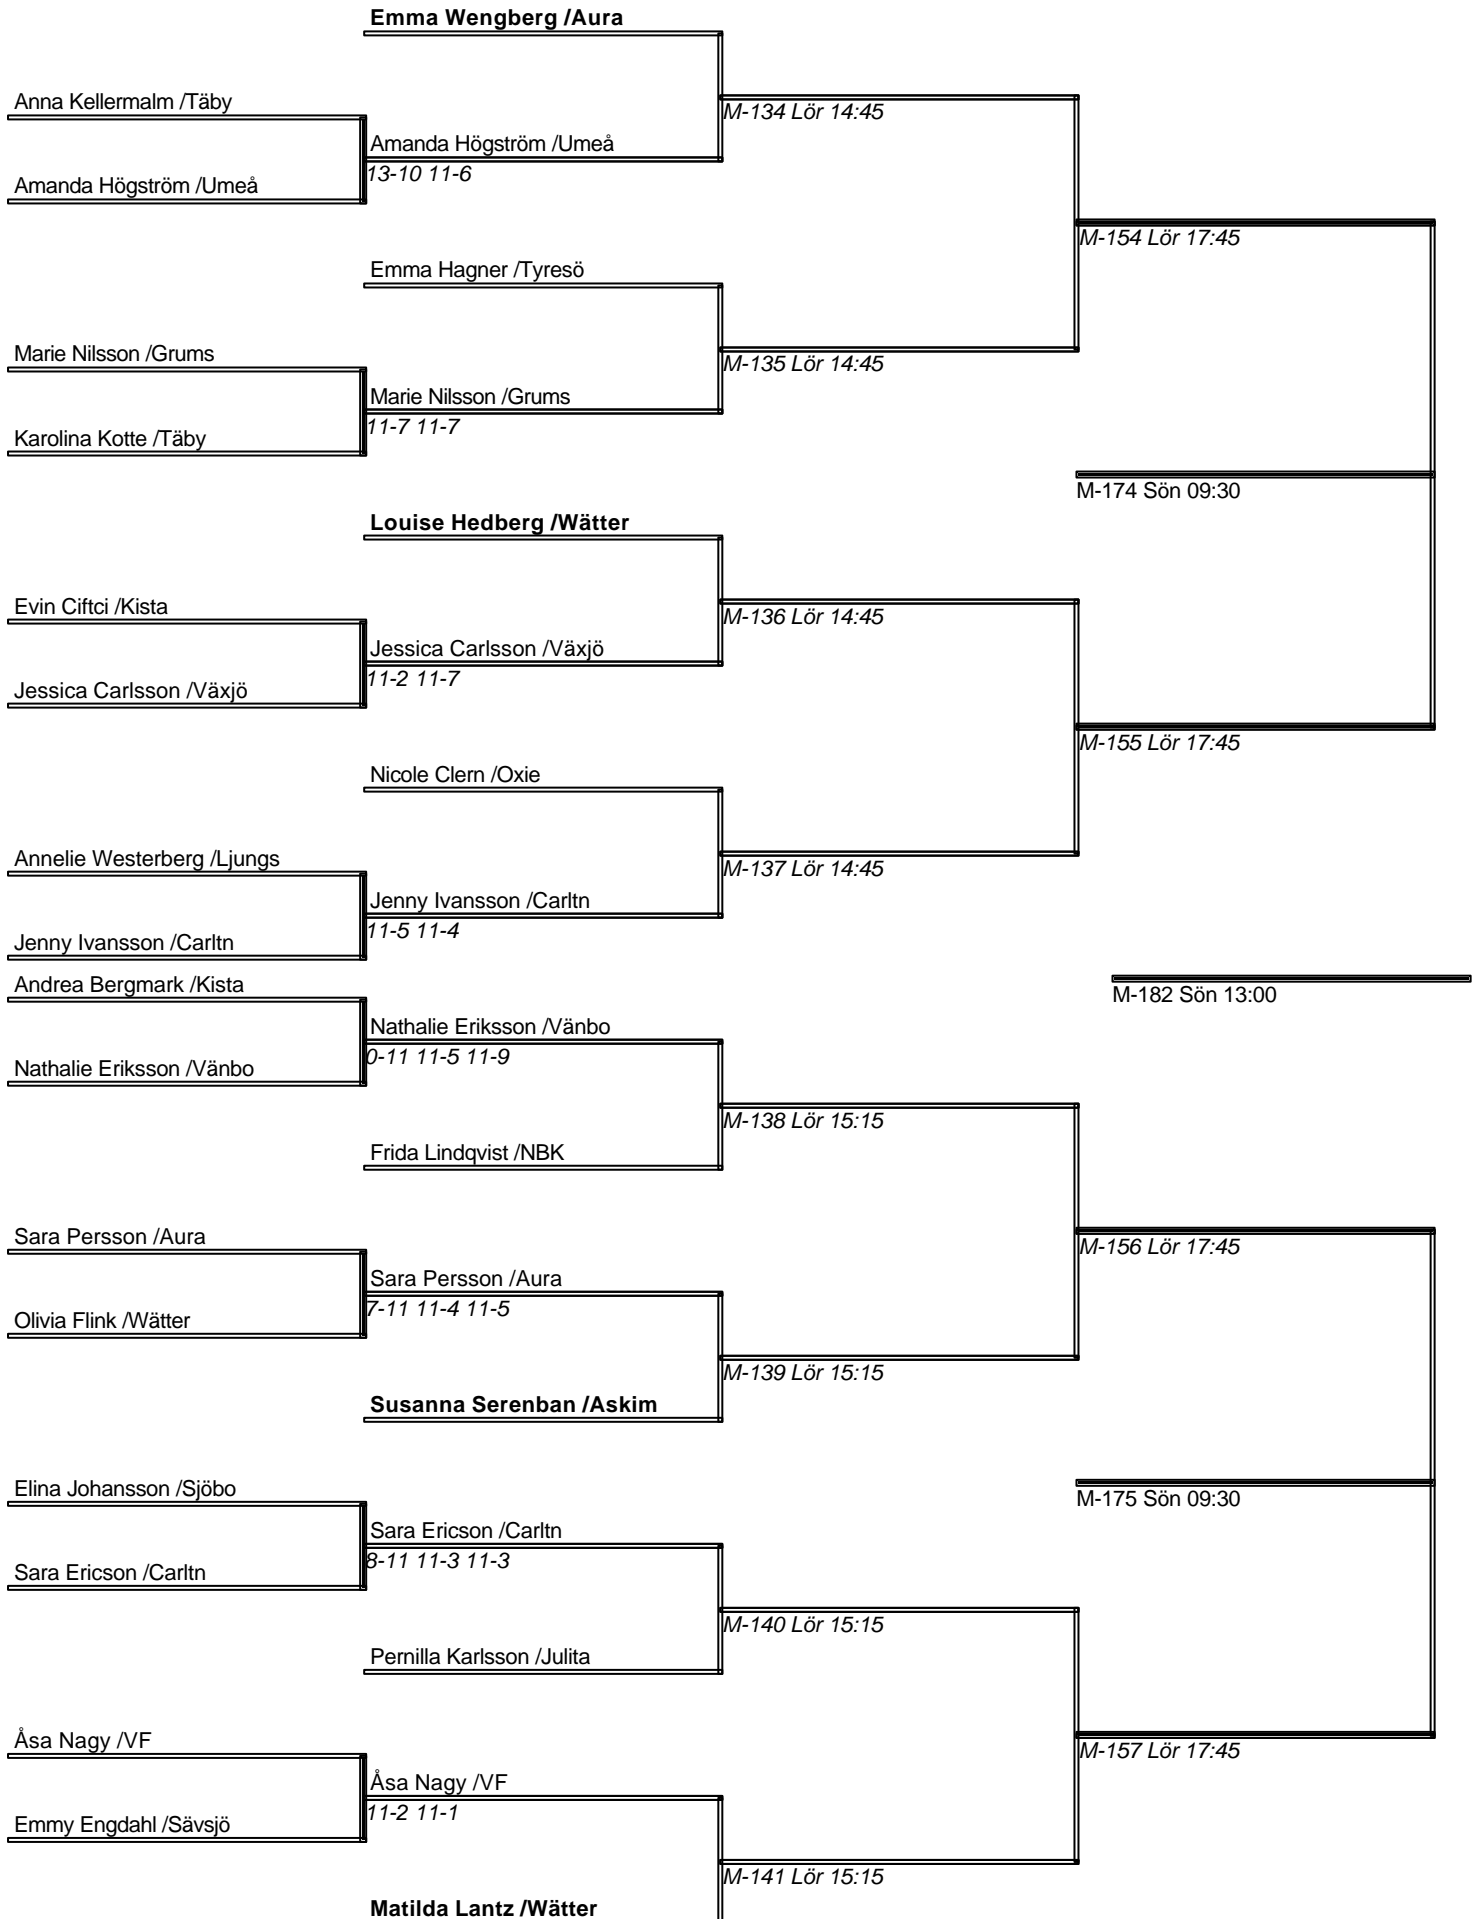 Emma Wengberg /Aura
Anna Kellermalm /Täby
M-134 Lör 14:45
Amanda Högström /Umeå
13-10 11-6
Amanda Högström /Umeå
M-154 Lör 17:45
Emma Hagner /Tyresö
Marie Nilsson /Grums
M-135 Lör 14:45
Marie Nilsson /Grums
11-7 11-7
Karolina Kotte /Täby
M-174 Sön 09:30
Louise Hedberg /Wätter
Evin Ciftci /Kista
M-136 Lör 14:45
Jessica Carlsson /Växjö
11-2 11-7
Jessica Carlsson /Växjö
M-155 Lör 17:45
Nicole Clern /Oxie
Annelie Westerberg /Ljungs
M-137 Lör 14:45
Jenny Ivansson /Carltn
11-5 11-4
Jenny Ivansson /Carltn
Andrea Bergmark /Kista
M-182 Sön 13:00
Nathalie Eriksson /Vänbo
0-11 11-5 11-9
Nathalie Eriksson /Vänbo
M-138 Lör 15:15
Frida Lindqvist /NBK
Sara Persson /Aura
M-156 Lör 17:45
Sara Persson /Aura
7-11 11-4 11-5
Olivia Flink /Wätter
M-139 Lör 15:15
Susanna Serenban /Askim
Elina Johansson /Sjöbo
M-175 Sön 09:30
Sara Ericson /Carltn
8-11 11-3 11-3
Sara Ericson /Carltn
M-140 Lör 15:15
Pernilla Karlsson /Julita
Åsa Nagy /VF
M-157 Lör 17:45
Åsa Nagy /VF
11-2 11-1
Emmy Engdahl /Sävsjö
M-141 Lör 15:15
Matilda Lantz /Wätter